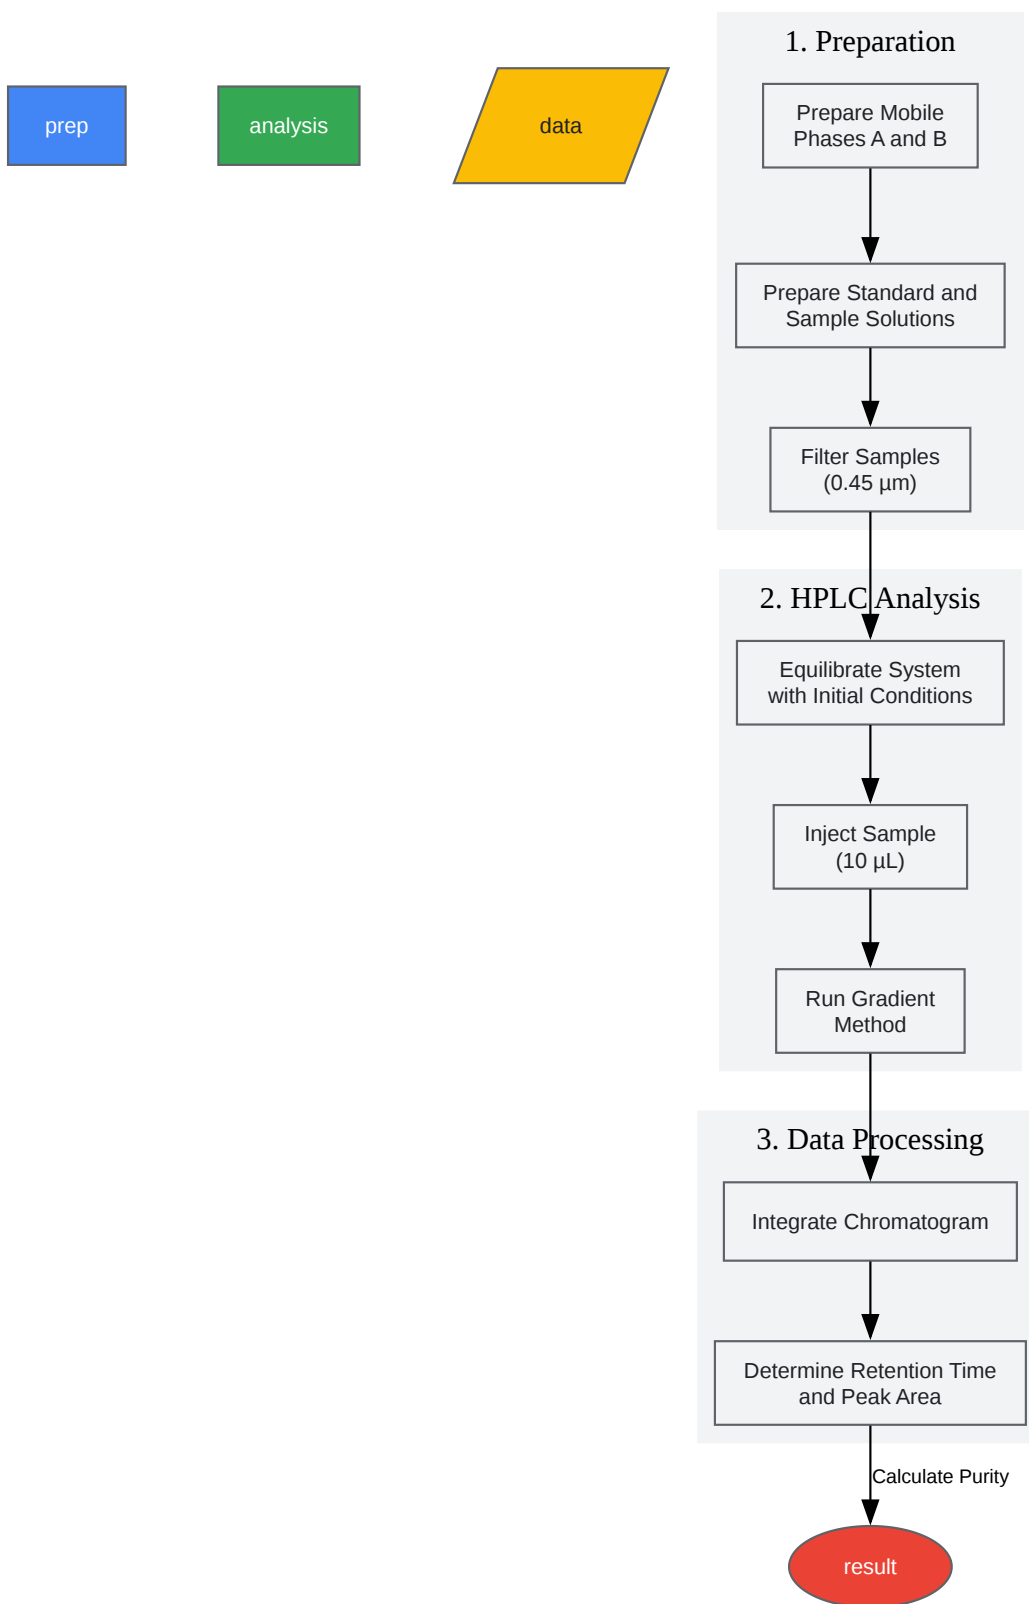 1. Preparation
prep
analysis
data
Prepare Mobile
Phases A and B
Prepare Standard and
Sample Solutions
Filter Samples
(0.45 µm)
2. HPLC Analysis
Equilibrate System
with Initial Conditions
Inject Sample
(10 µL)
Run Gradient
Method
3. Data Processing
Integrate Chromatogram
Determine Retention Time
and Peak Area
Calculate Purity
result